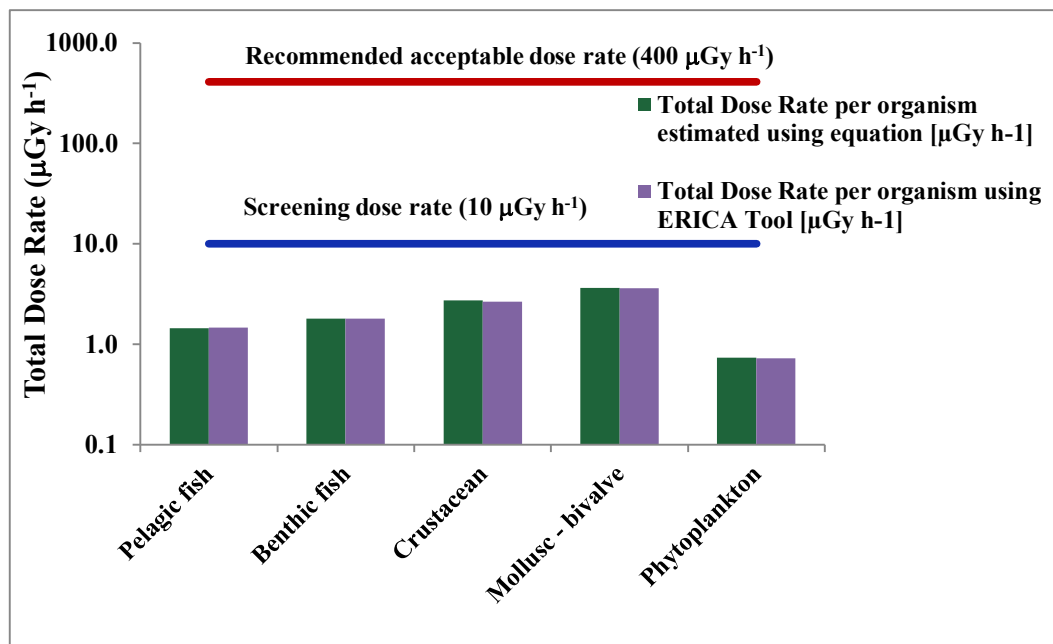 Total Dose Rate (μGy h-1)
1000.0
100.0
10.0
1.0
0.1
Recommended acceptable dose rate (400 μGy h-1)
Total Dose Rate per organism
estimated using equation [μGy h-1]
Total Dose Rate per organism using
ERICA Tool [μGy h-1]
Screening dose rate (10 μGy h-1)
Pelagic fish
Benthic fish
Crustacean
Mollusc - bivalve
Phytoplankton